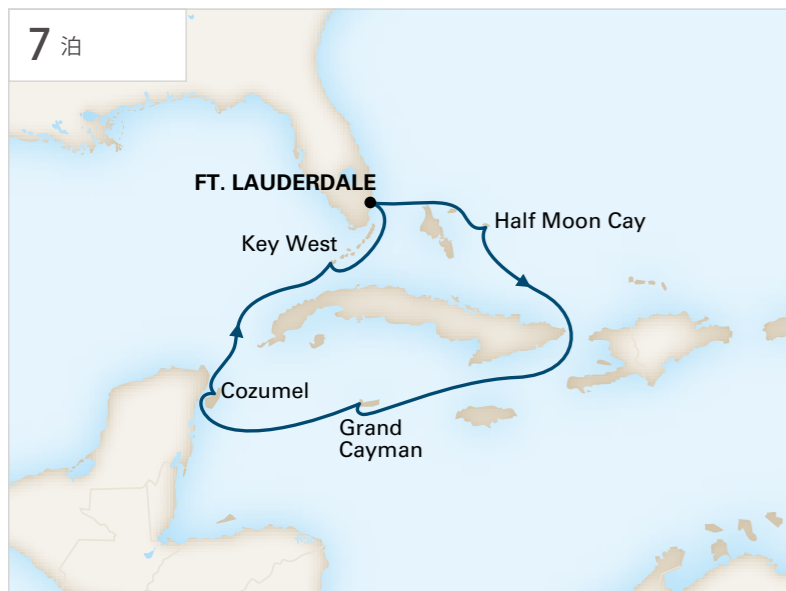 7 泊
FT. LAUDERDALE
Half Moon Cay
Key West
Cozumel
Grand
Cayman